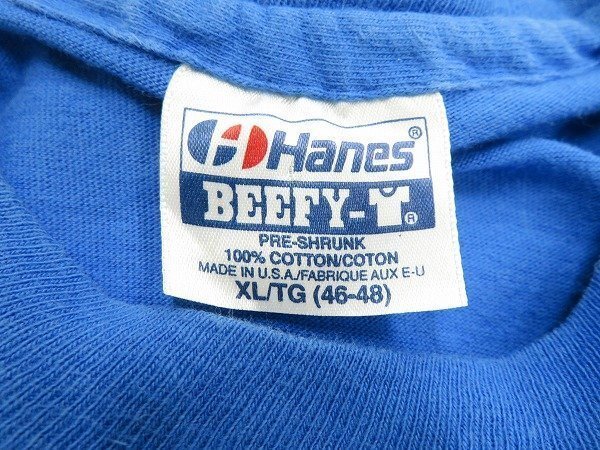 Hanes®
BEEFY-T®
PRE-SHRUNK
100% COTTON/COTON
MADE IN U.S.A./FABRIQUE AUX E-U
XL/TG (46-48)